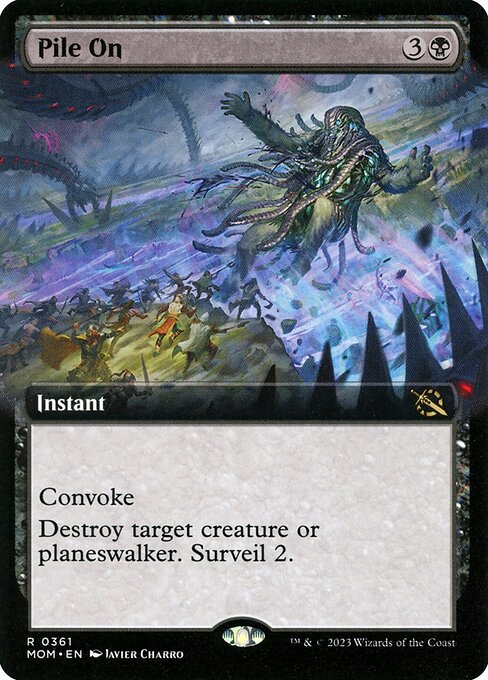 Pile On 3
Instant
Convoke
Destroy target creature or
planeswalker. Surveil 2.
R 0361
MOM • EN Javier Charro
™ & © 2023 Wizards of the Coast